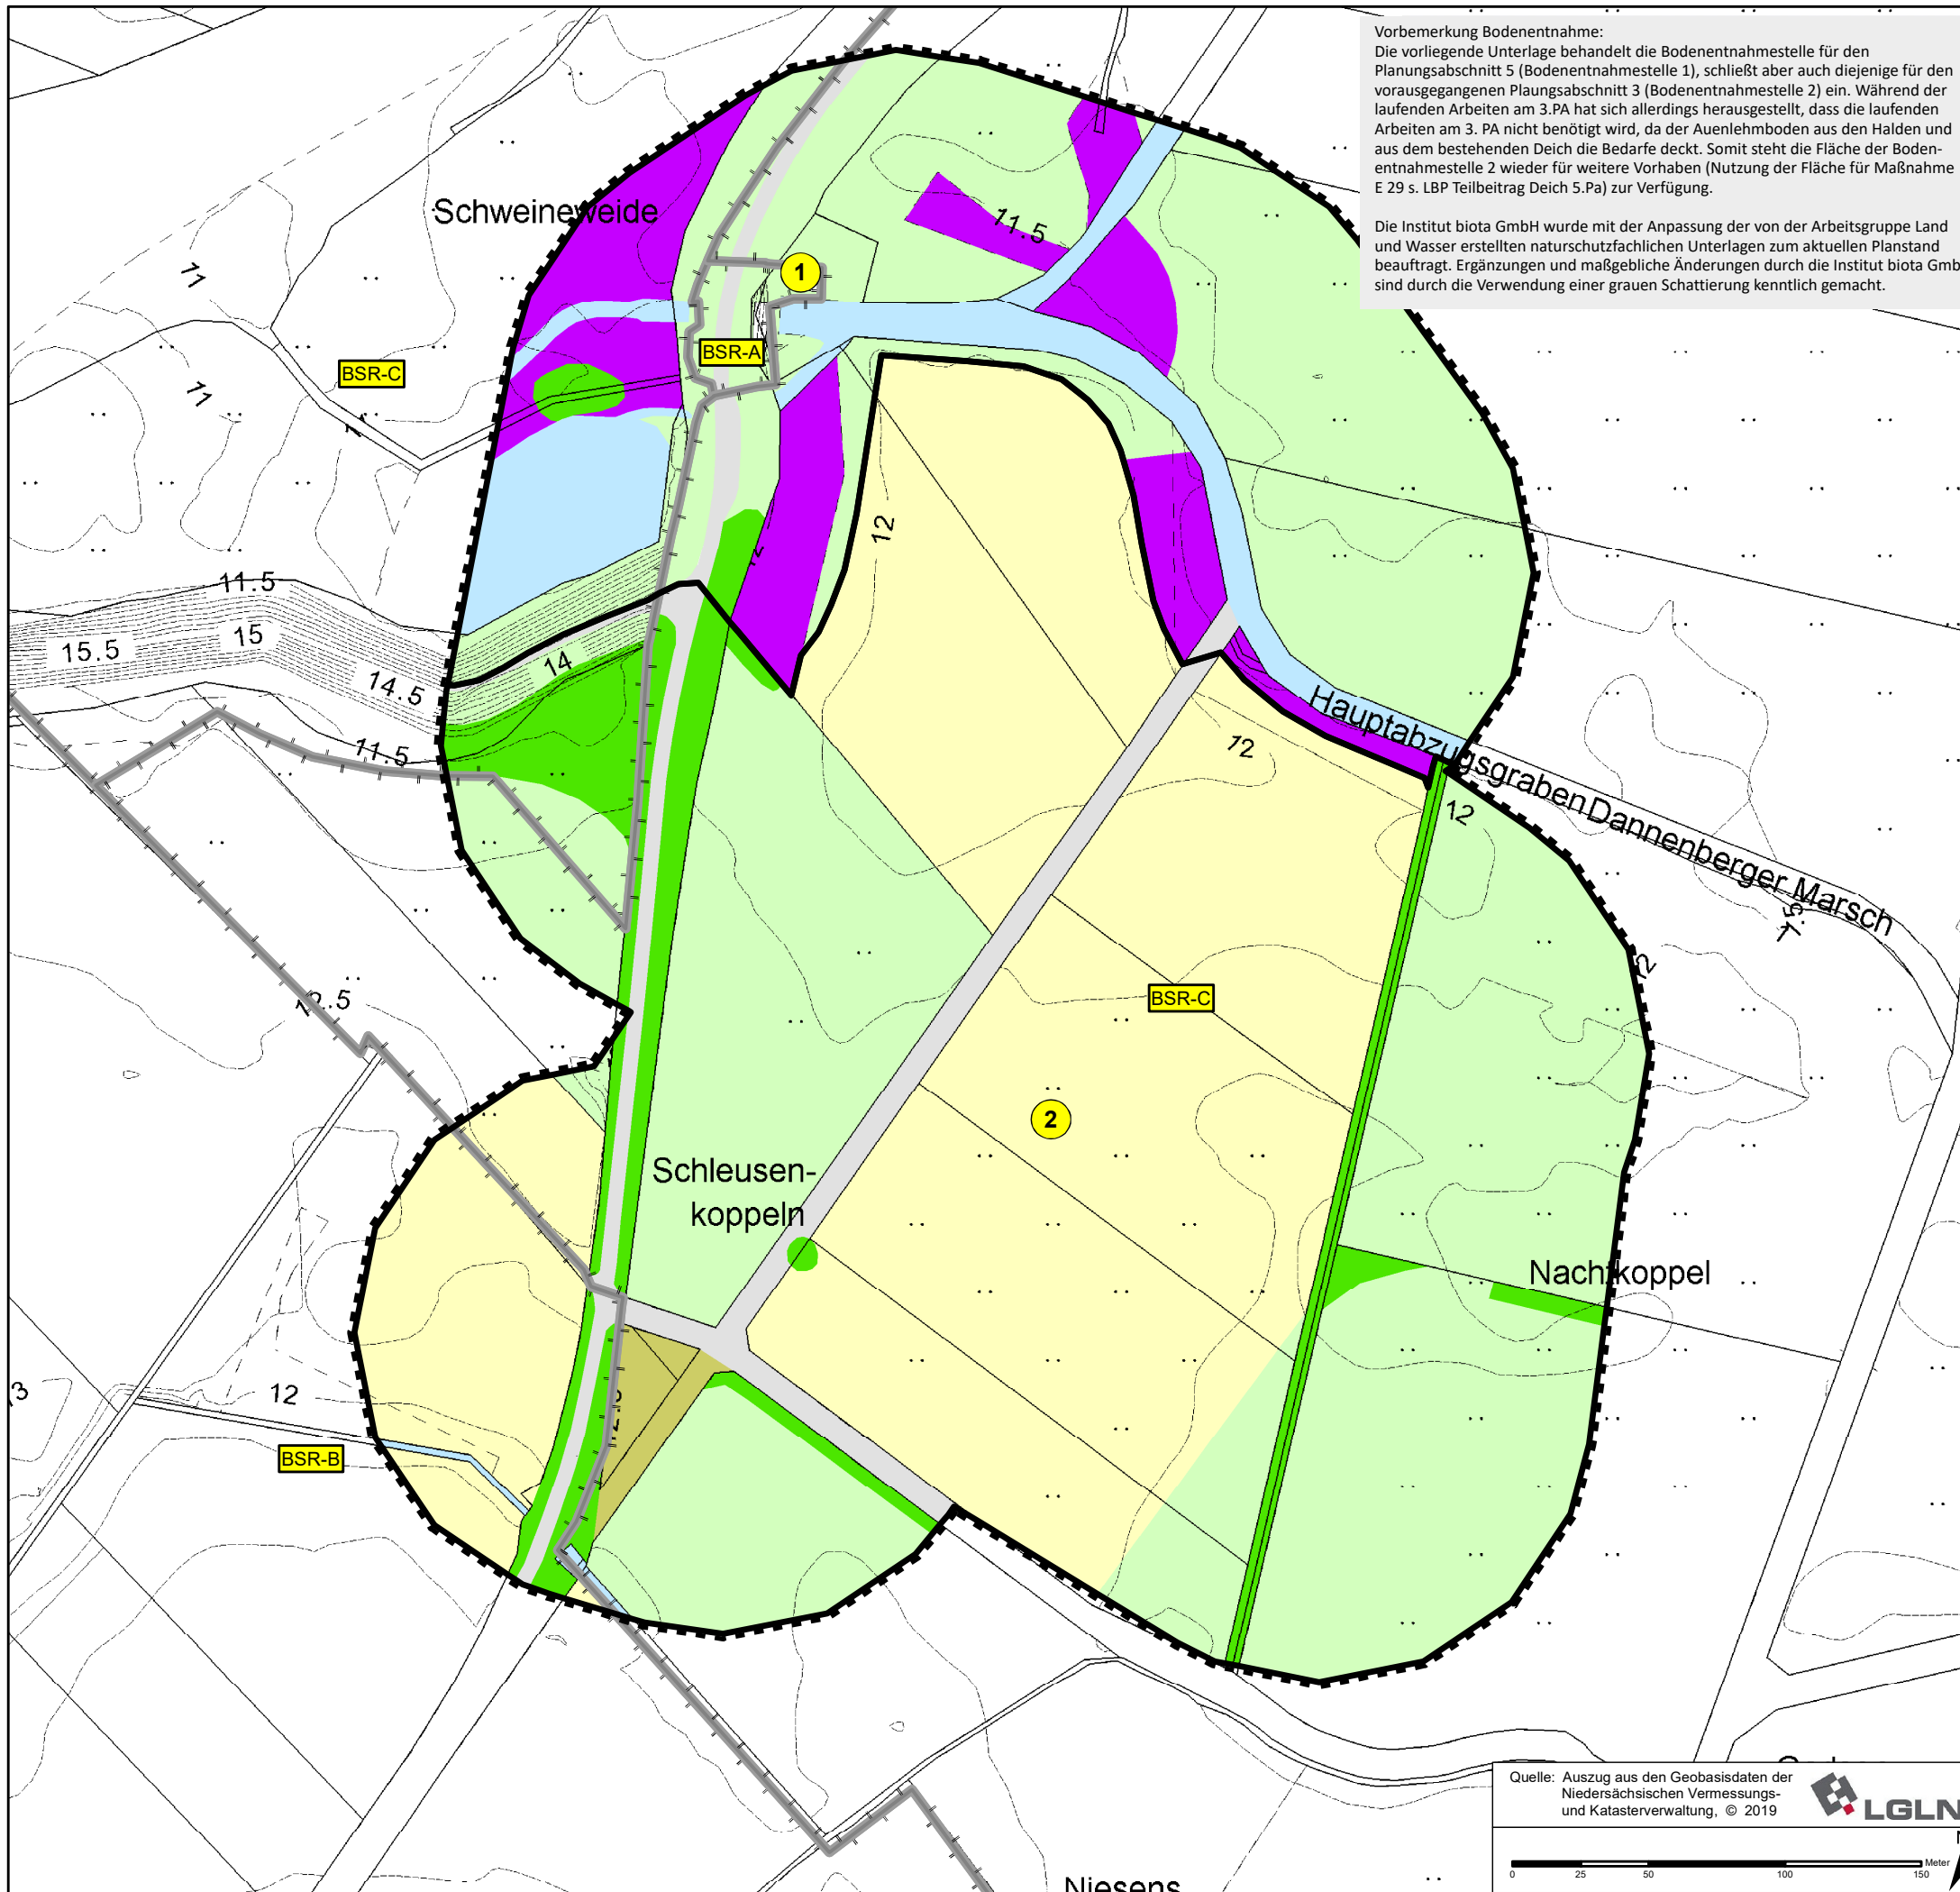 Vorbemerkung Bodenentnahme:
Die vorliegende Unterlage behandelt die Bodenentnahmestelle für den
Planungsabschnitt 5 (Bodenentnahmestelle 1), schließt aber auch diejenige für den
vorausgegangenen Plaungsabschnitt 3 (Bodenentnahmestelle 2) ein. Während der
laufenden Arbeiten am 3.PA hat sich allerdings herausgestellt, dass die laufenden
Arbeiten am 3. PA nicht benötigt wird, da der Auenlehmboden aus den Halden und
aus dem bestehenden Deich die Bedarfe deckt. Somit steht die Fläche der Boden-
entnahmestelle 2 wieder für weitere Vorhaben (Nutzung der Fläche für Maßnahme
E 29 s. LBP Teilbeitrag Deich 5.Pa) zur Verfügung.
Die Institut biota GmbH wurde mit der Anpassung der von der Arbeitsgruppe Land
und Wasser erstellten naturschutzfachlichen Unterlagen zum aktuellen Planstand
beauftragt. Ergänzungen und maßgebliche Änderungen durch die Institut biota Gmb
sind durch die Verwendung einer grauen Schattierung kenntlich gemacht.
Schweineweide
11.5
11
1
BSR-A
BSR-C
11
12
11.5
15.5
15
14
14.5
11.5
Hauptabzugsgraben Dannenberger Marsch
12
12
12
12.5
BSR-C
2
Schleusen-
koppeln
Nachtkoppel
12
BSR-B
Niesens
Quelle: Auszug aus den Geobasisdaten der
Niedersächsischen Vermessungs-
und Katasterverwaltung, © 2019
LGLN
Meter
0 25 50 100 150